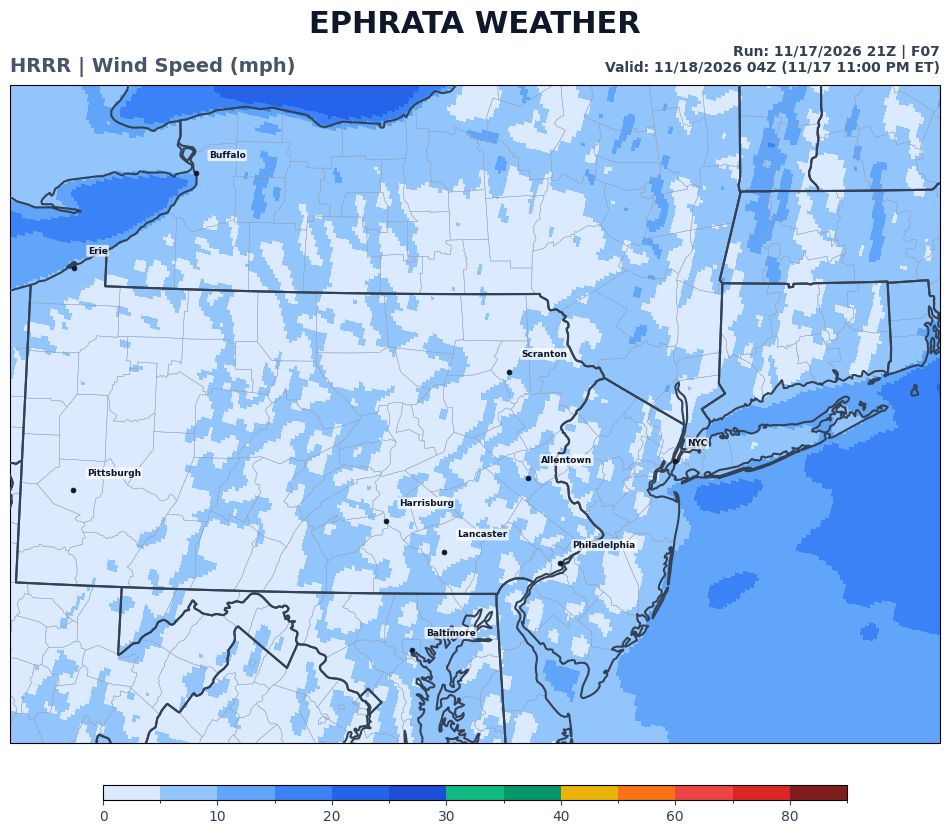 EPHRATA WEATHER
HRRR | Wind Speed (mph)
Run: 11/17/2026 21Z | F07
Valid: 11/18/2026 04Z (11/17 11:00 PM ET)
Buffalo
Erie
Scranton
NYC
Allentown
Pittsburgh
Harrisburg
Lancaster
Philadelphia
Baltimore
0 10 20 30 40 50 60 70 80